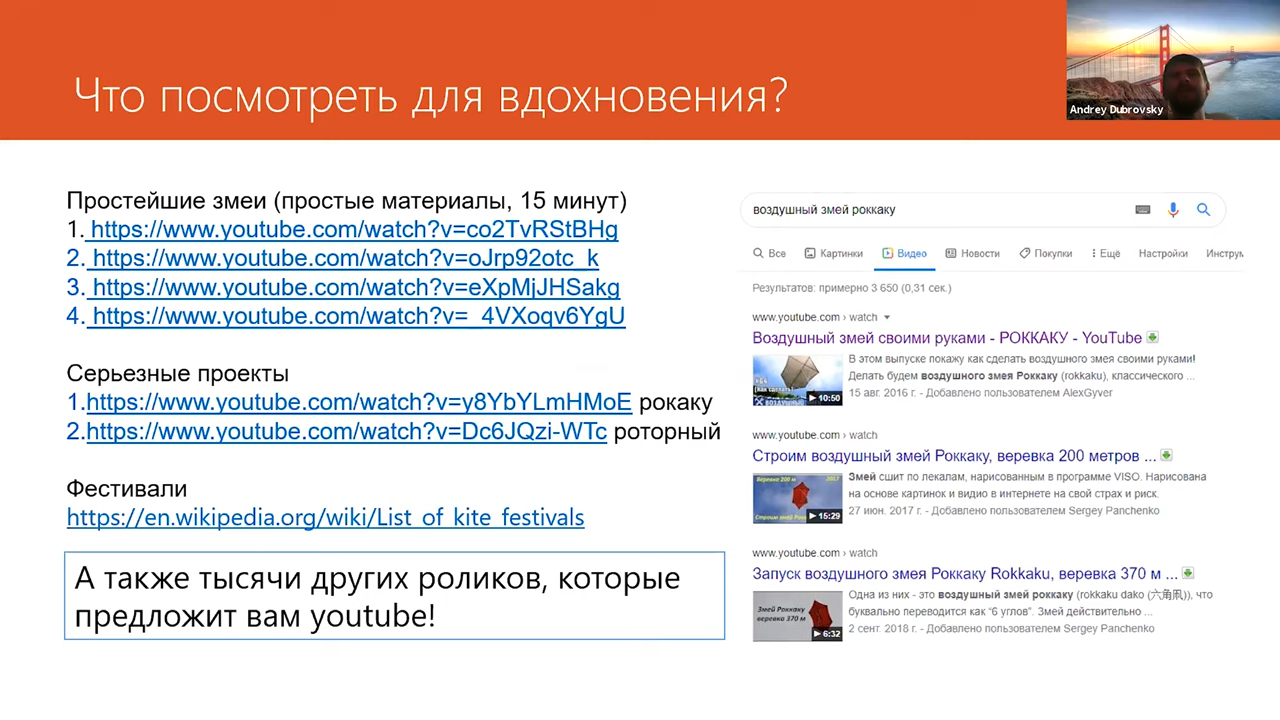 Что посмотреть для вдохновения?
Andrey Dubrovsky
Простейшие змеи (простые материалы, 15 минут)
1. https://www.youtube.com/watch?v=co2TvRStBHg
2. https://www.youtube.com/watch?v=oJrp92otc_k
3. https://www.youtube.com/watch?v=eXpMjJHSakg
4. https://www.youtube.com/watch?v=_4VXoqv6YgU
Серьезные проекты
1.https://www.youtube.com/watch?v=y8YbYLmHMoE рокаку
2.https://www.youtube.com/watch?v=Dc6JQzi-WTc роторный
Фестивали
https://en.wikipedia.org/wiki/List_of_kite_festivals
А также тысячи других роликов, которые
предложит вам youtube!
воздушный змей роккаку
Все Картинки Видео Новости Покупки Ещё Настройки Инструм
Результатов: примерно 3 650 (0,31 сек.)
www.youtube.com › watch
Воздушный змей своими руками - РОККАКУ - YouTube
В этом выпуске покажу как сделать воздушного змея своими руками!
Делать будем воздушного змея Роккаку (rokkaku), классического ...
10:50
15 авг. 2016 г. - Добавлено пользователем AlexGyver
www.youtube.com › watch
Строим воздушный змей Роккаку, веревка 200 метров ...
Веревка 200 м 2017
Змей сшит по лекалам, нарисованным в программе VISO. Нарисована
на основе картинок и видео в интернете на свой страх и риск.
15:29
27 июн. 2017 г. - Добавлено пользователем Sergey Panchenko
www.youtube.com › watch
Запуск воздушного змея Роккаку Rokkaku, веревка 370 м ...
Змей Роккаку
веревка 370 м
6:32
Одна из них - это воздушный змей роккаку (rokkaku dako (六角凧)), что
буквально переводится как “6 углов”. Змей действительно ...
2 сент. 2018 г. - Добавлено пользователем Sergey Panchenko